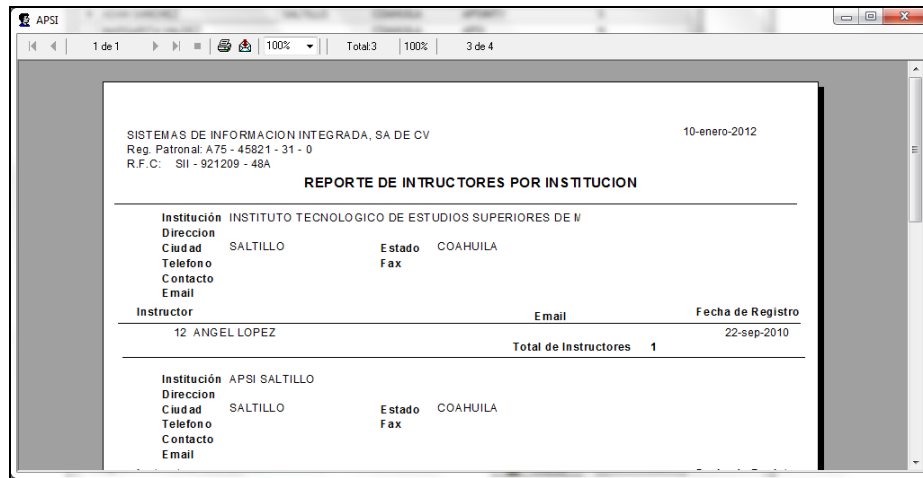 APSI
1 de 1 100% Total:3 100% 3 de 4
SISTEMAS DE INFORMACION INTEGRADA, SA DE CV 10-enero-2012
Reg. Patronal: A75 - 45821 - 31 - 0
R.F.C: SII - 921209 - 48A
REPORTE DE INTRUCTORES POR INSTITUCION
Institución INSTITUTO TECNOLOGICO DE ESTUDIOS SUPERIORES DE
Direccion
Ciudad SALTILLO Estado COAHUILA
Telefono Fax
Contacto
Email
Instructor Email Fecha de Registro
12 ANGEL LOPEZ 22-sep-2010
Total de Instructores 1
Institución APSI SALTILLO
Direccion
Ciudad SALTILLO Estado COAHUILA
Telefono Fax
Contacto
Email